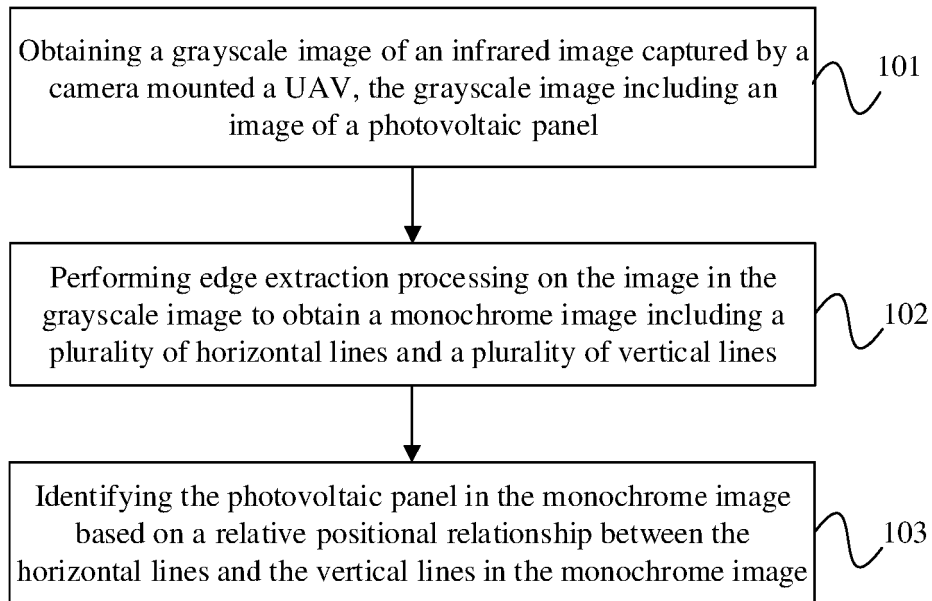 Obtaining a grayscale image of an infrared image captured by a
camera mounted a UAV, the grayscale image including an
image of a photovoltaic panel
101
Performing edge extraction processing on the image in the
grayscale image to obtain a monochrome image including a
plurality of horizontal lines and a plurality of vertical lines
102
Identifying the photovoltaic panel in the monochrome image
based on a relative positional relationship between the
horizontal lines and the vertical lines in the monochrome image
103